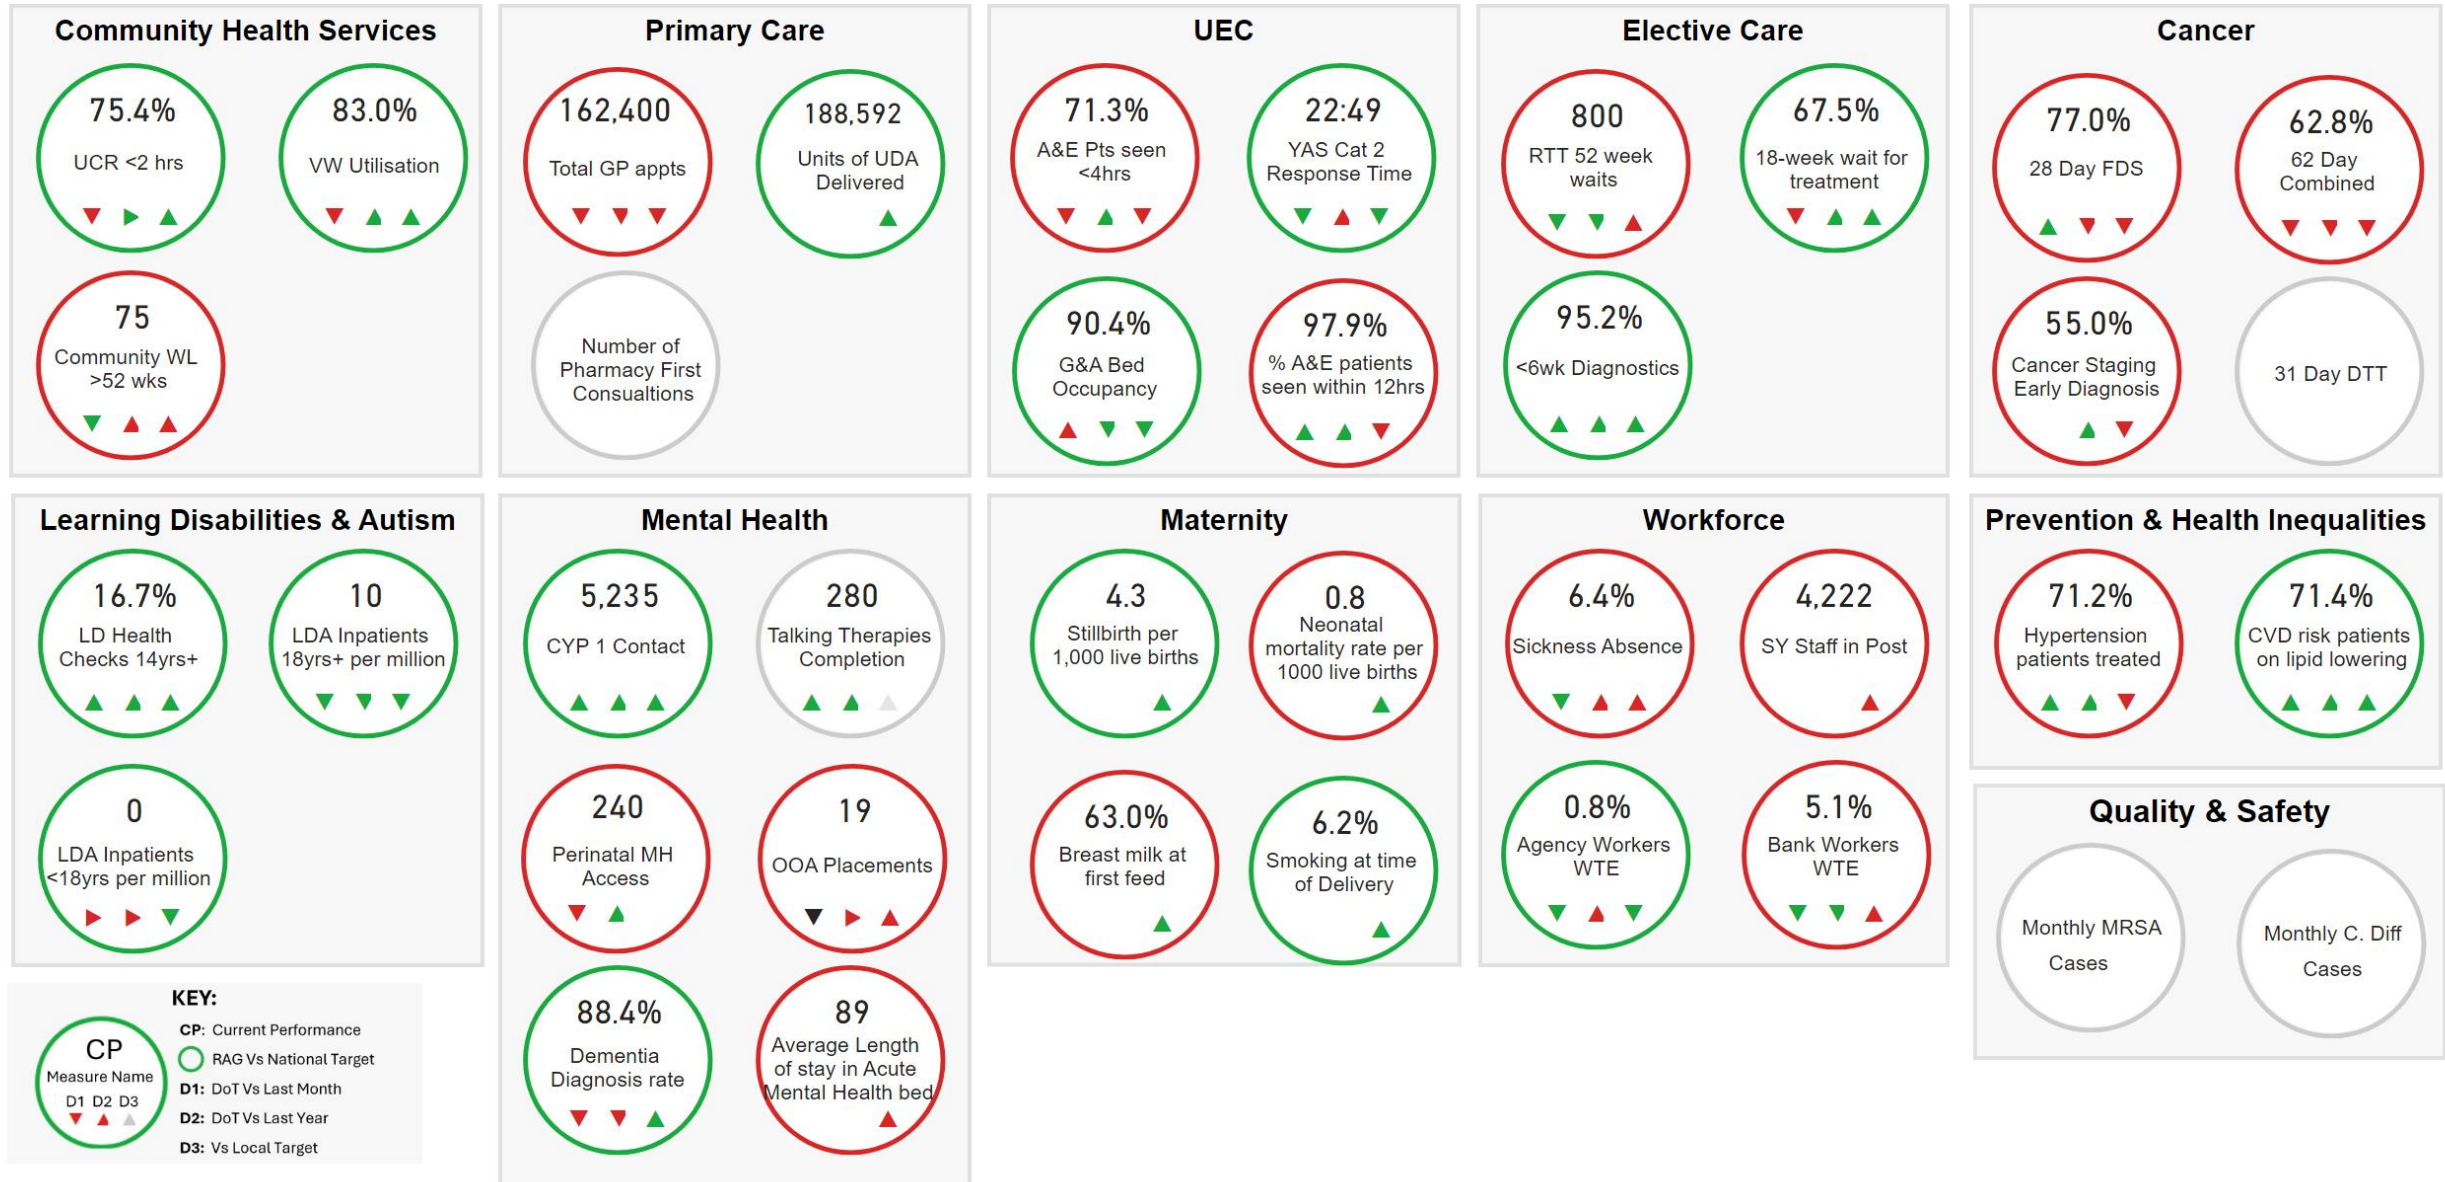 Community Health Services
75.4%
UCR <2 hrs
83.0%
VW Utilisation
75
Community WL
>52 wks
Primary Care
162,400
Total GP appts
188,592
Units of UDA
Delivered
Number of
Pharmacy First
Consualtions
UEC
71.3%
A&E Pts seen
<4hrs
22:49
YAS Cat 2
Response Time
90.4%
G&A Bed
Occupancy
97.9%
% A&E patients
seen within 12hrs
Elective Care
800
RTT 52 week
waits
67.5%
18-week wait for
treatment
95.2%
<6wk Diagnostics
Cancer
77.0%
28 Day FDS
62.8%
62 Day
Combined
55.0%
Cancer Staging
Early Diagnosis
31 Day DTT
Learning Disabilities & Autism
16.7%
LD Health
Checks 14yrs+
10
LDA Inpatients
18yrs+ per million
0
LDA Inpatients
<18yrs per million
Mental Health
5,235
CYP 1 Contact
280
Talking Therapies
Completion
240
Perinatal MH
Access
19
OOA Placements
88.4%
Dementia
Diagnosis rate
89
Average Length
of stay in Acute
Mental Health bed
Maternity
4.3
Stillbirth per
1,000 live births
0.8
Neonatal
mortality rate per
1000 live births
63.0%
Breast milk at
first feed
6.2%
Smoking at time
of Delivery
Workforce
6.4%
Sickness Absence
4,222
SY Staff in Post
0.8%
Agency Workers
WTE
5.1%
Bank Workers
WTE
Prevention & Health Inequalities
71.2%
Hypertension
patients treated
71.4%
CVD risk patients
on lipid lowering
Quality & Safety
Monthly MRSA
Cases
Monthly C. Diff
Cases
KEY:
CP
Measure Name
D1 D2 D3
CP: Current Performance
RAG Vs National Target
D1: DoT Vs Last Month
D2: DoT Vs Last Year
D3: Vs Local Target